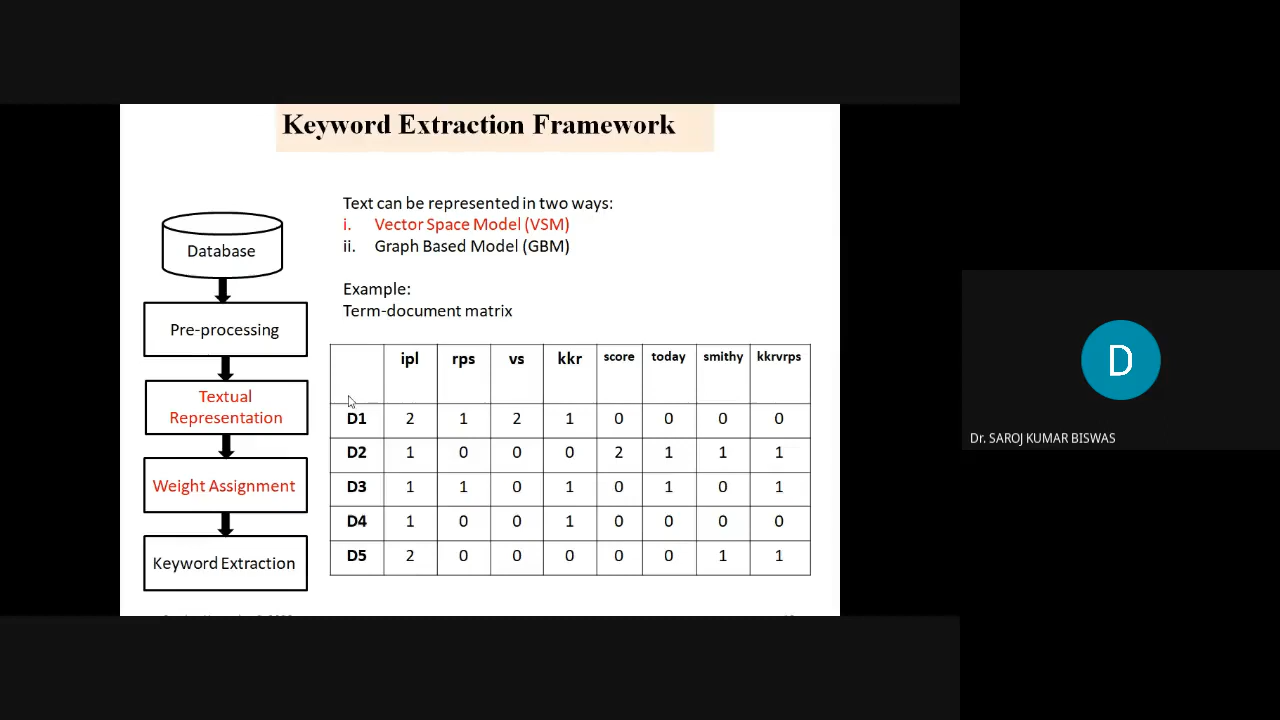 Keyword Extraction Framework
Text can be represented in two ways:
i. Vector Space Model (VSM)
ii. Graph Based Model (GBM)
Example:
Term-document matrix
Database
Pre-processing
Textual
Representation
Weight Assignment
Keyword Extraction
ipl rps vs kkr score today smithy kkrvrps
D1 2 1 2 1 0 0 0 0
D2 1 0 0 0 2 1 1 1
D3 1 1 0 1 0 1 0 1
D4 1 0 0 1 0 0 0 0
D5 2 0 0 0 0 0 1 1
D
Dr. SAROJ KUMAR BISWAS